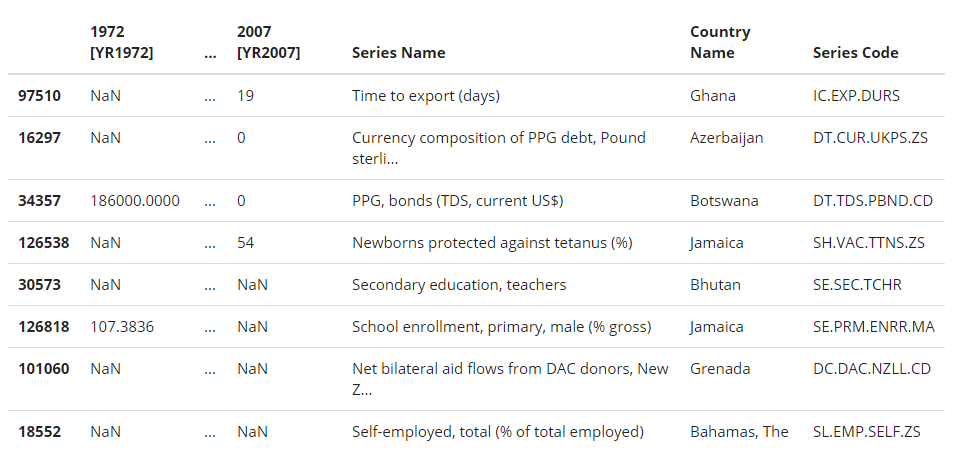 1972 [YR1972] ... 2007 [YR2007] Series Name Country Name Series Code
97510 NaN ... 19 Time to export (days) Ghana IC.EXP.DURS
16297 NaN ... 0 Currency composition of PPG debt, Pound sterli... Azerbaijan DT.CUR.UKPS.ZS
34357 186000.0000 ... 0 PPG, bonds (TDS, current US$) Botswana DT.TDS.PBND.CD
126538 NaN ... 54 Newborns protected against tetanus (%) Jamaica SH.VAC.TTNS.ZS
30573 NaN ... NaN Secondary education, teachers Bhutan SE.SEC.TCHR
126818 107.3836 ... NaN School enrollment, primary, male (% gross) Jamaica SE.PRM.ENRR.MA
101060 NaN ... NaN Net bilateral aid flows from DAC donors, New Z... Grenada DC.DAC.NZLL.CD
18552 NaN ... NaN Self-employed, total (% of total employed) Bahamas, The SL.EMP.SELF.ZS